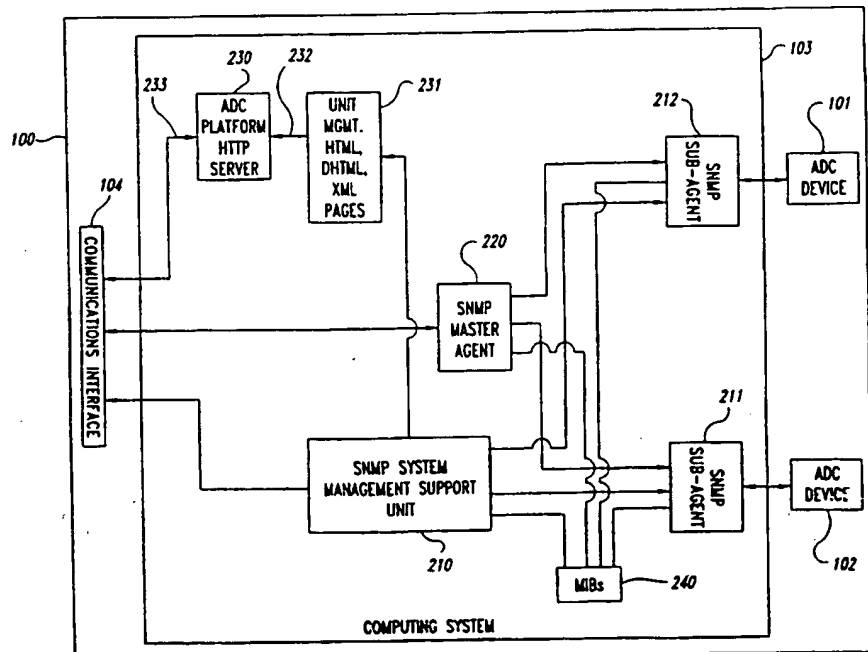 103
230
232
231
233
ADC
PLATFORM
HTTP
SERVER
UNIT
MGMT.
HTML,
DHTML,
XML
PAGES
212
101
100
SNMP
SUB-AGENT
ADC
DEVICE
104
COMMUNICATIONS INTERFACE
220
SNMP
MASTER
AGENT
211
SNMP SYSTEM
MANAGEMENT SUPPORT
UNIT
SNMP
SUB-AGENT
ADC
DEVICE
210
102
MIBs
240
COMPUTING SYSTEM